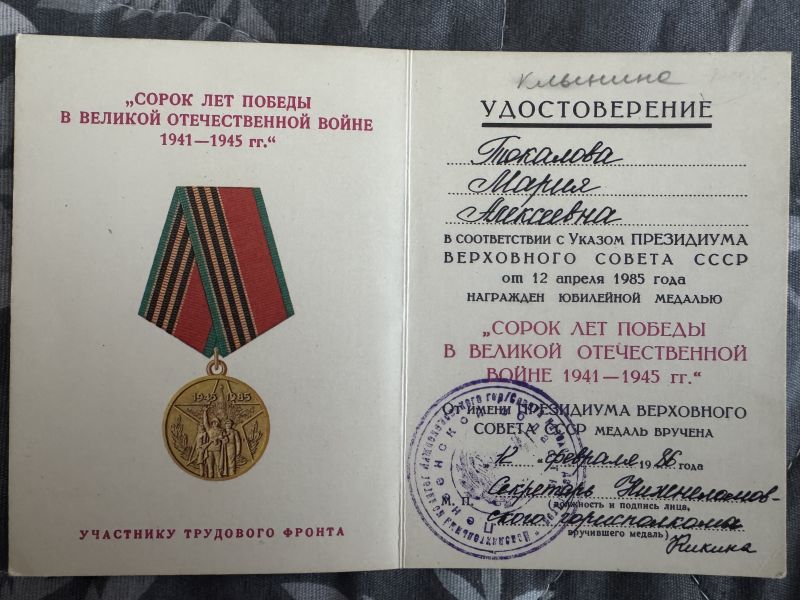 „СОРОК ЛЕТ ПОБЕДЫ
В ВЕЛИКОЙ ОТЕЧЕСТВЕННОЙ ВОЙНЕ
1941—1945 гг.“
1945 1985
УЧАСТНИКУ ТРУДОВОГО ФРОНТА
Клынина
УДОСТОВЕРЕНИЕ
Токалова
Мария
Алексеевна
В СООТВЕТСТВИИ С УКАЗОМ ПРЕЗИДИУМА
ВЕРХОВНОГО СОВЕТА СССР
от 12 апреля 1985 года
НАГРАЖДЕН ЮБИЛЕЙНОЙ МЕДАЛЬЮ
„СОРОК ЛЕТ ПОБЕДЫ
В ВЕЛИКОЙ ОТЕЧЕСТВЕННОЙ
ВОЙНЕ 1941—1945 гг.“
ОТ ИМЕНИ ПРЕЗИДИУМА ВЕРХОВНОГО
СОВЕТА СССР МЕДАЛЬ ВРУЧЕНА
„12“ февраля 1986 года
Секретарь Нижнеломов-
М. П. (должность и подпись лица,
ского горисполкома
вручившего медаль)
Никина